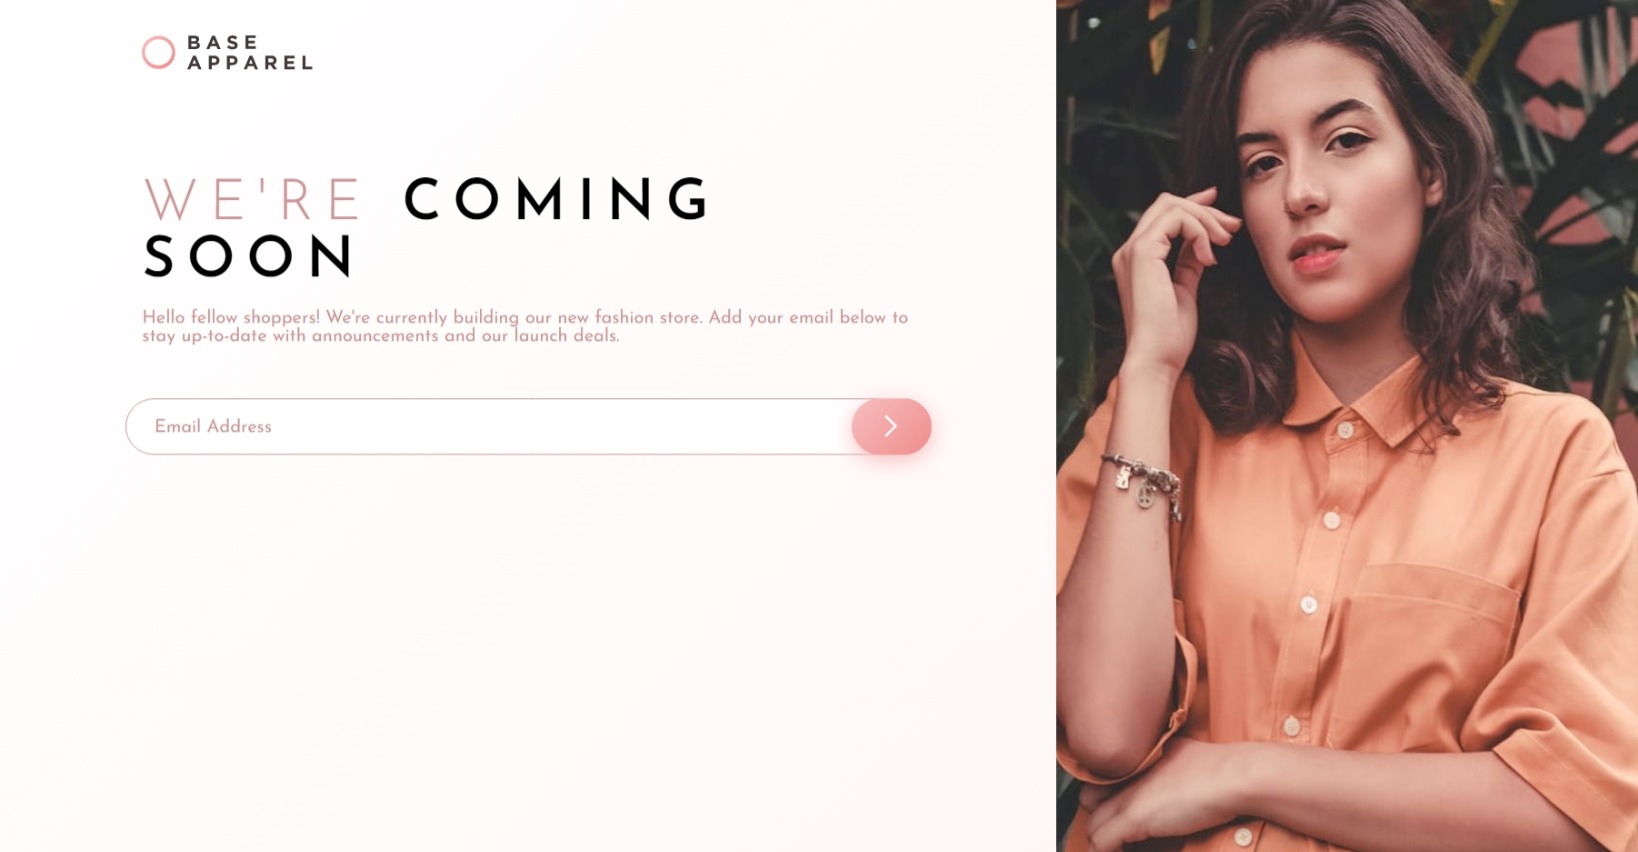 BASE
APPAREL
WE'RE COMING
SOON
Hello fellow shoppers! We're currently building our new fashion store. Add your email below to
stay up-to-date with announcements and our launch deals.
Email Address